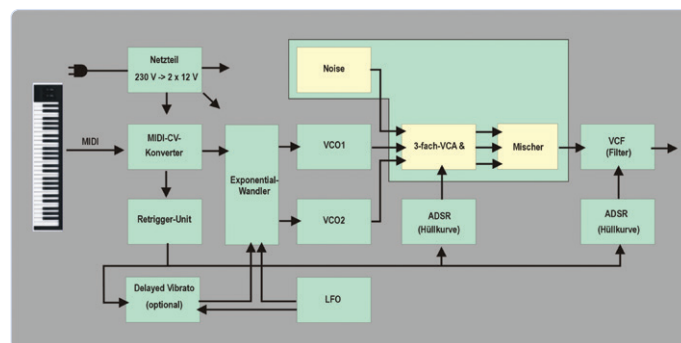 Netzteil
230 V -> 2 x 12 V
Noise
MIDI
MIDI-CV-
Konverter
Exponential-
Wandler
VCO1
3-fach-VCA &
Mischer
VCF
(Filter)
Retrigger-Unit
VCO2
ADSR
(Hüllkurve)
ADSR
(Hüllkurve)
Delayed Vibrato
(optional)
LFO